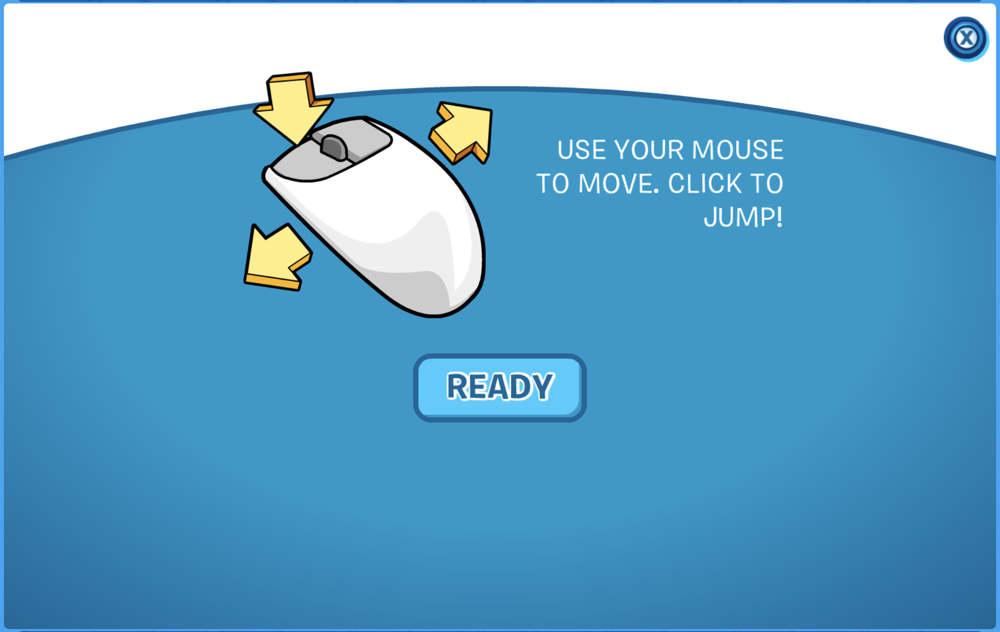 X
USE YOUR MOUSE
TO MOVE. CLICK TO
JUMP!
READY